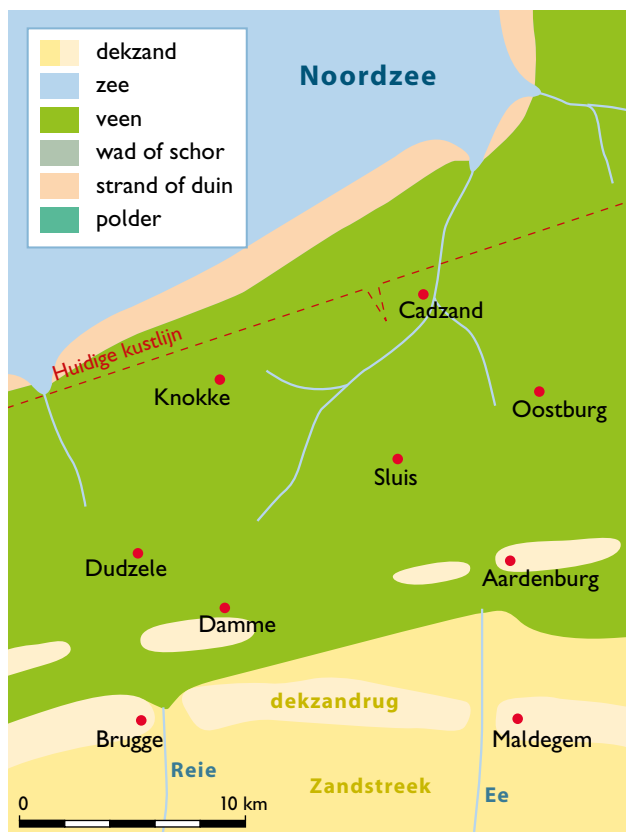 dekzand
zee
veen
wad of schor
strand of duin
polder
Noordzee
Huidige kustlijn
Cadzand
Knokke
Oostburg
Sluis
Dudzele
Aardenburg
Damme
dekzandrug
Brugge
Maldegem
Reie
Zandstreek
Ee
0 10 km